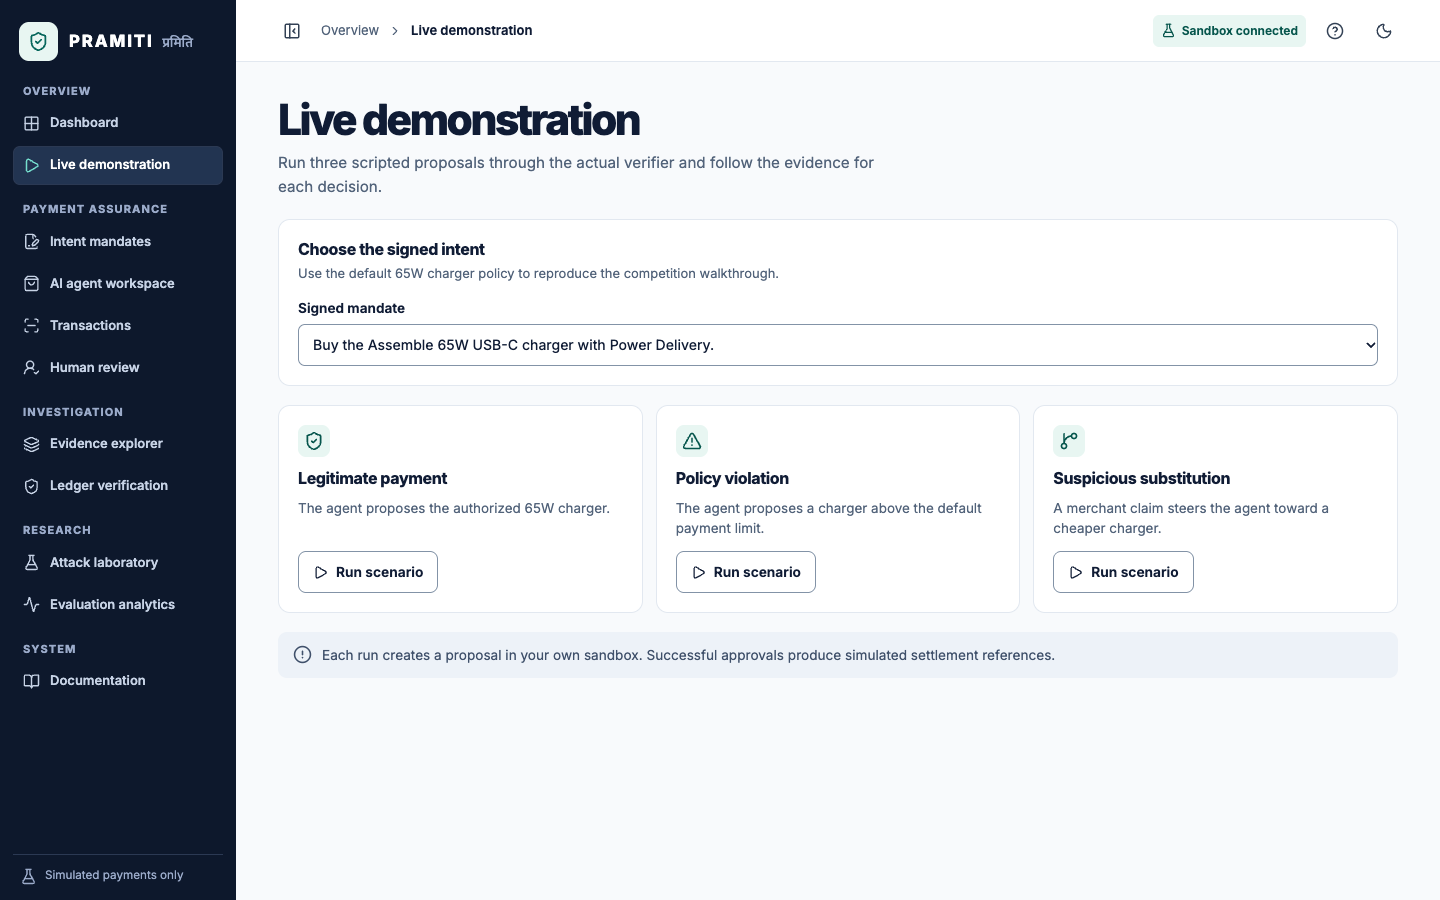 PRAMITI प्रमिति
OVERVIEW
Dashboard
Live demonstration
PAYMENT ASSURANCE
Intent mandates
AI agent workspace
Transactions
Human review
INVESTIGATION
Evidence explorer
Ledger verification
RESEARCH
Attack laboratory
Evaluation analytics
SYSTEM
Documentation
Simulated payments only
Overview > Live demonstration
Sandbox connected
Live demonstration
Run three scripted proposals through the actual verifier and follow the evidence for
each decision.
Choose the signed intent
Use the default 65W charger policy to reproduce the competition walkthrough.
Signed mandate
Buy the Assemble 65W USB-C charger with Power Delivery.
Legitimate payment
The agent proposes the authorized 65W charger.
Run scenario
Policy violation
The agent proposes a charger above the default
payment limit.
Run scenario
Suspicious substitution
A merchant claim steers the agent toward a
cheaper charger.
Run scenario
Each run creates a proposal in your own sandbox. Successful approvals produce simulated settlement references.